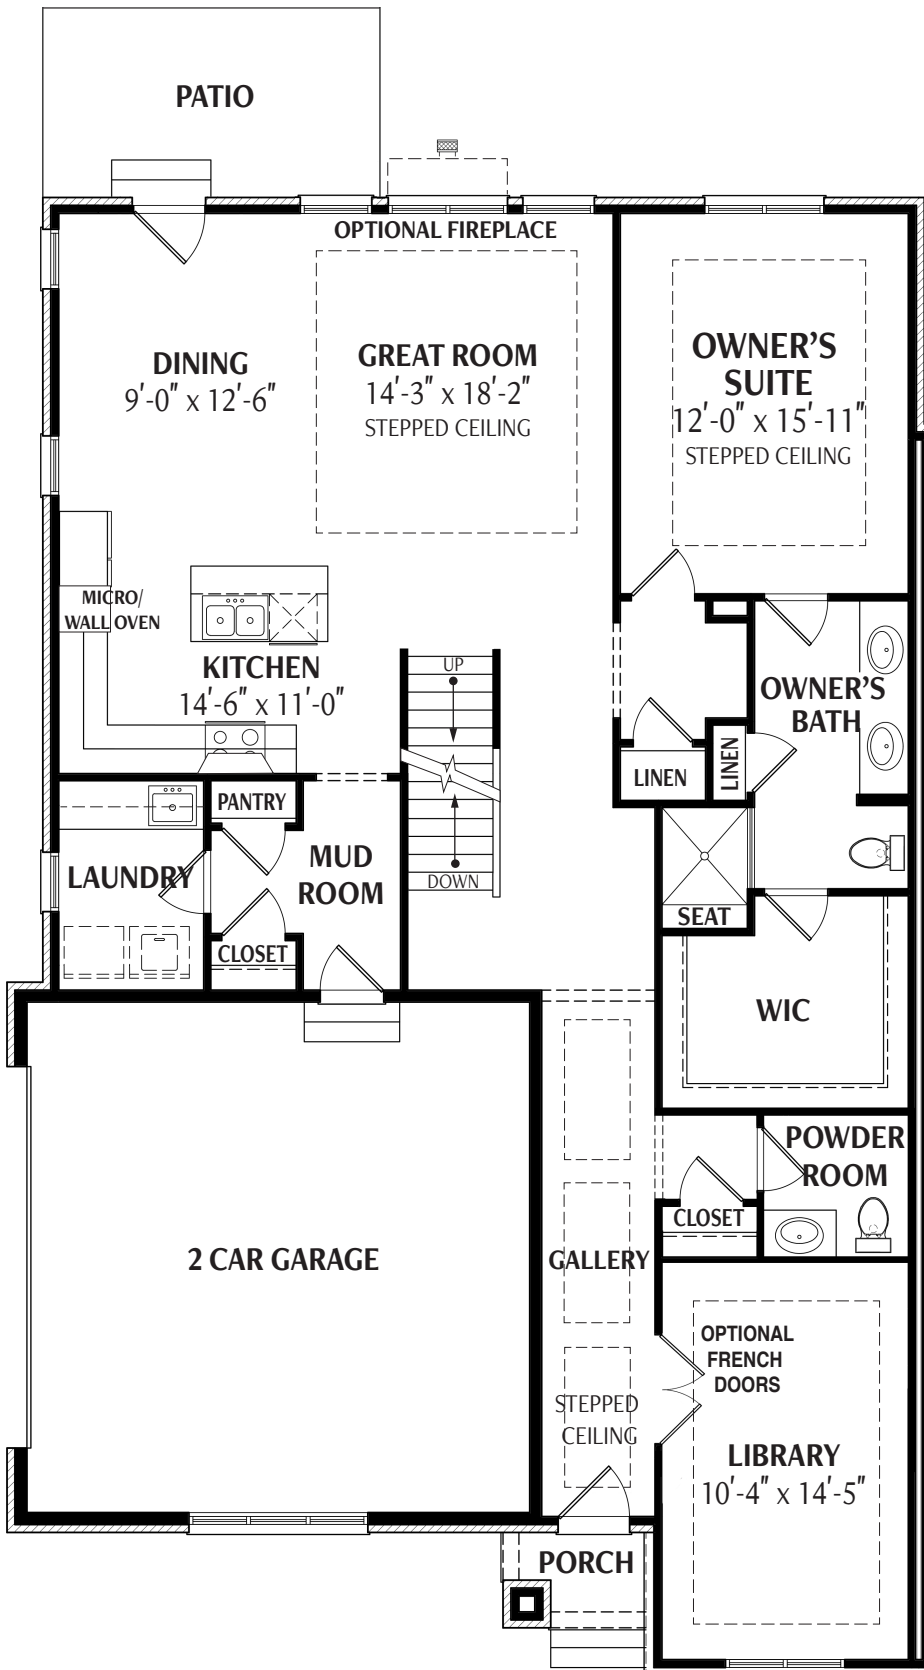 PATIO
OPTIONAL FIREPLACE
DINING
9'-0" x 12'-6"
GREAT ROOM
14'-3" x 18'-2"
STEPPED CEILING
OWNER'S
SUITE
12'-0" x 15'-11"
STEPPED CEILING
MICRO/
WALL OVEN
KITCHEN
14'-6" x 11'-0"
UP
DOWN
OWNER'S
BATH
LINEN
LINEN
PANTRY
LAUNDRY
MUD
ROOM
CLOSET
SEAT
WIC
POWDER
ROOM
CLOSET
2 CAR GARAGE
GALLERY
STEPPED
CEILING
OPTIONAL
FRENCH
DOORS
LIBRARY
10'-4" x 14'-5"
PORCH